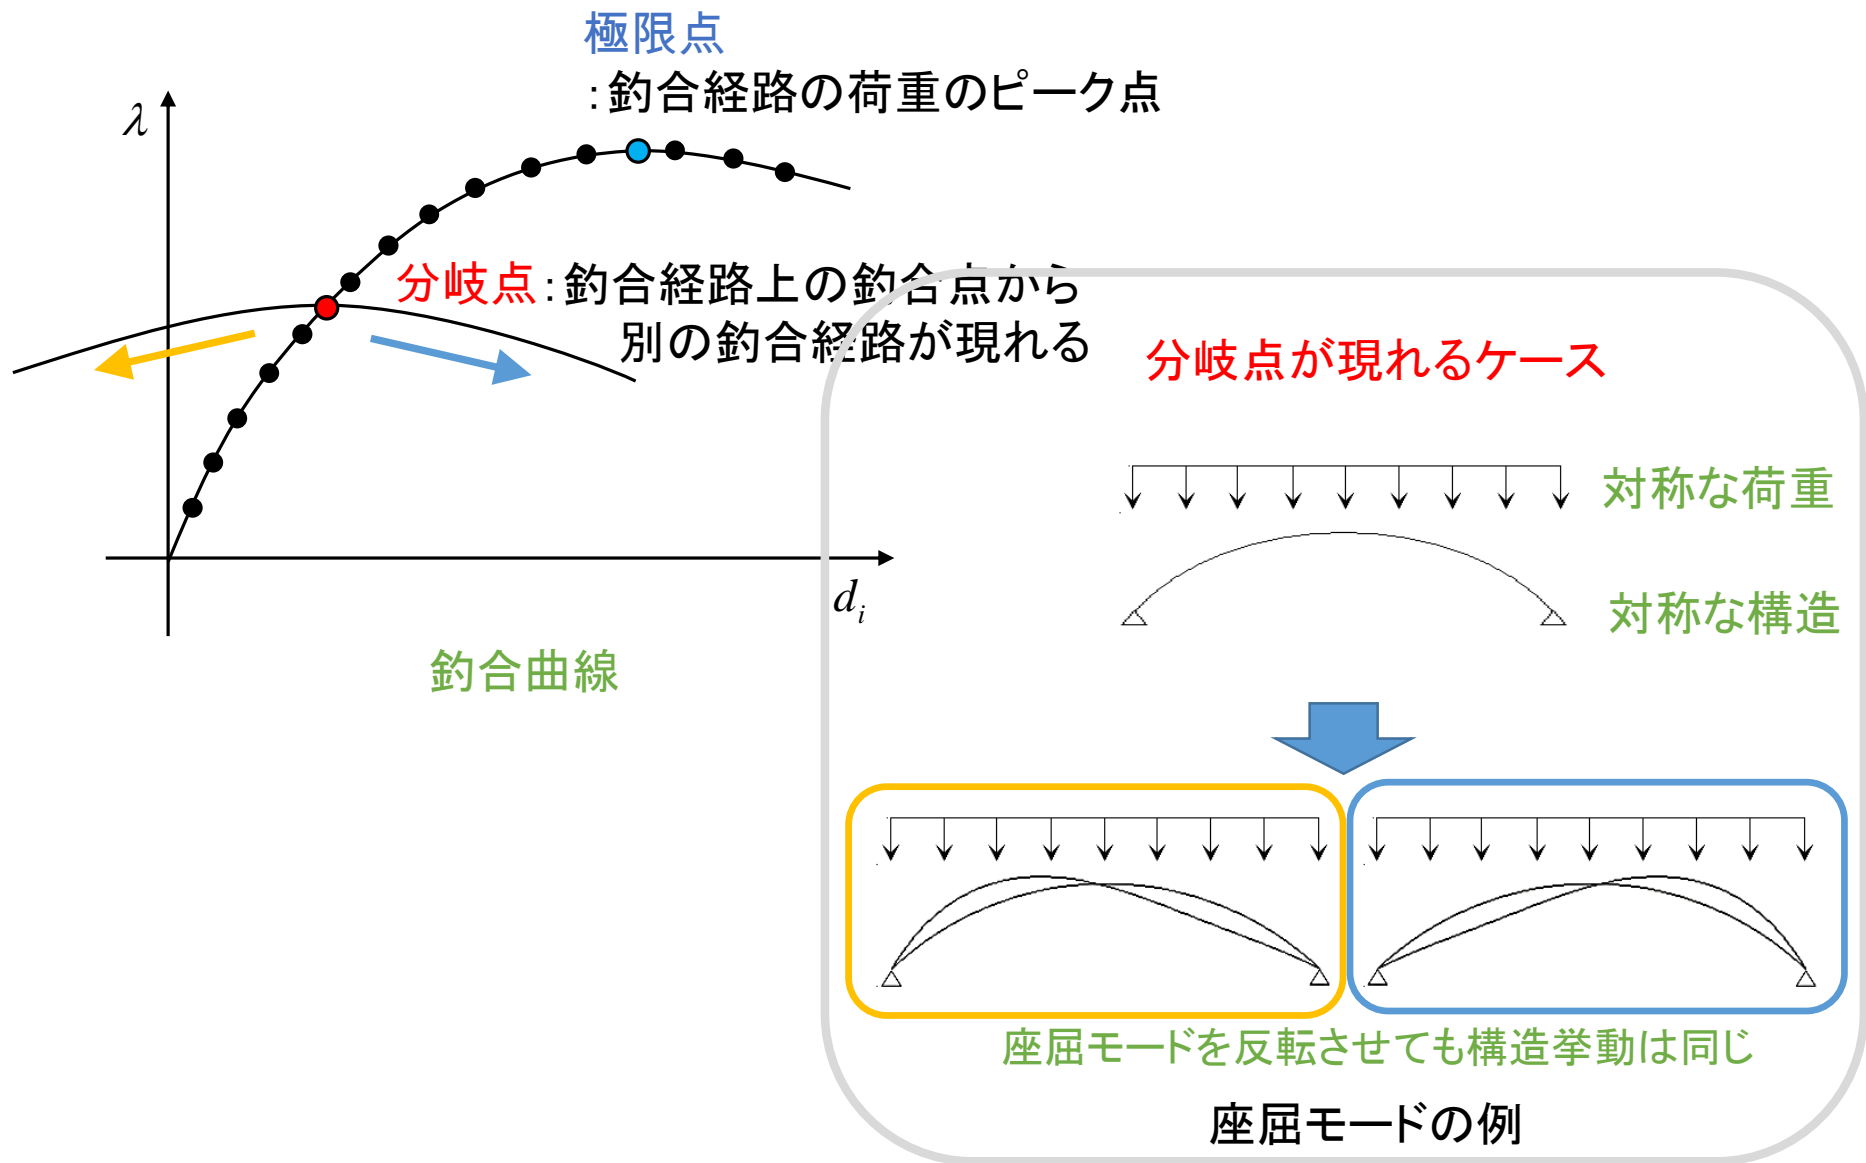 極限点
：釣合経路の荷重のピーク点
λ
分岐点：釣合経路上の釣合点から
別の釣合経路が現れる
分岐点が現れるケース
対称な荷重
d_i
対称な構造
釣合曲線
座屈モードを反転させても構造挙動は同じ
座屈モードの例